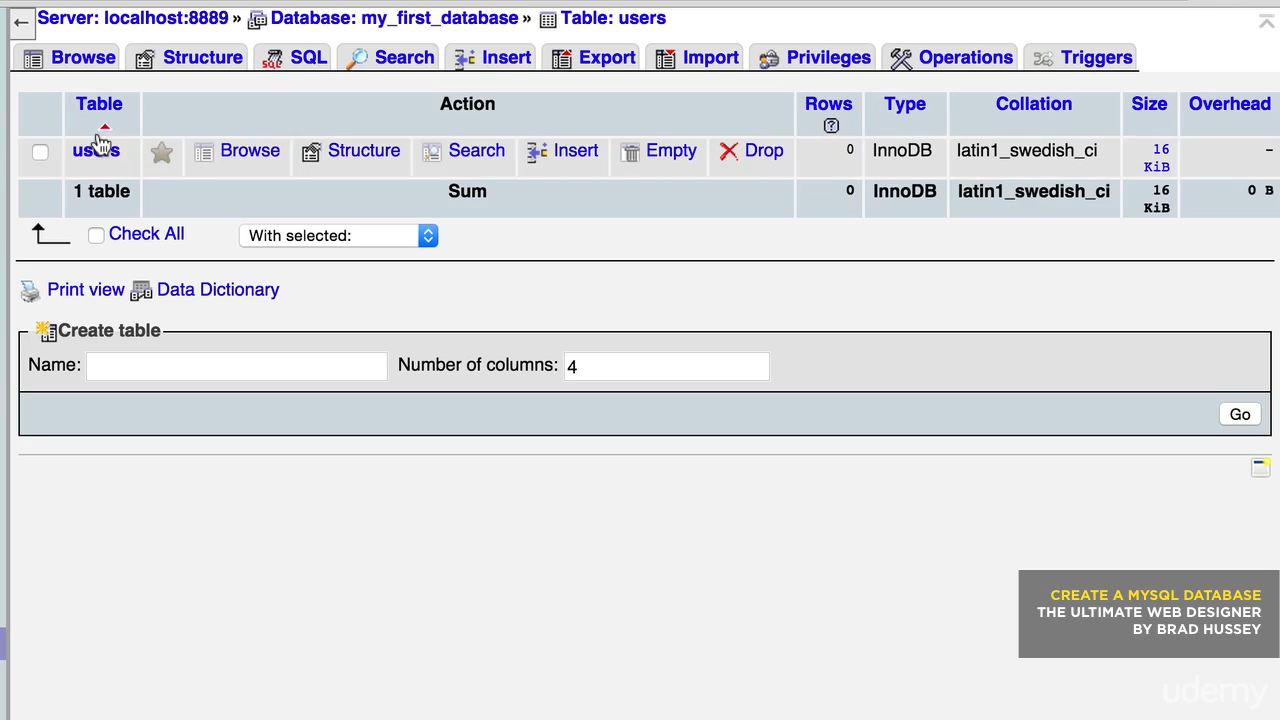 Server: localhost:8889 » Database: my_first_database » Table: users
Browse Structure SQL Search Insert Export Import Privileges Operations Triggers
Table Action Rows Type Collation Size Overhead
users Browse Structure Search Insert Empty Drop 0 InnoDB latin1_swedish_ci 16 KiB –
1 table Sum 0 InnoDB latin1_swedish_ci 16 KiB 0 B
Check All With selected:
Print view Data Dictionary
Create table
Name: Number of columns: 4
Go
CREATE A MYSQL DATABASE
THE ULTIMATE WEB DESIGNER
BY BRAD HUSSEY
udemy